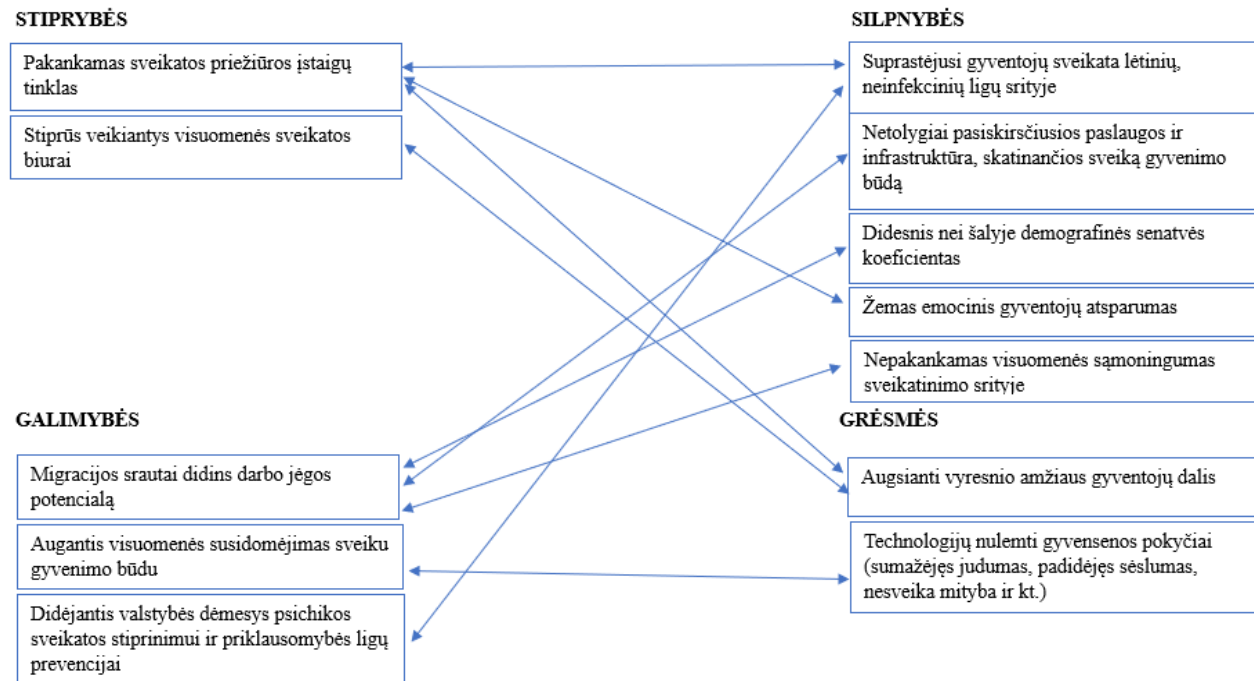 STIPRYBĖS
Pakankamas sveikatos priežiūros įstaigų
tinklas
Stiprūs veikiantys visuomenės sveikatos
biurai
SILPNYBĖS
Suprastėjusi gyventojų sveikata lėtinių,
neinfekcinių ligų srityje
Netolygiai pasiskirsčiusios paslaugos ir
infrastruktūra, skatinančios sveiką gyvenimo
būdą
Didesnis nei šalyje demografinės senatvės
koeficientas
Žemas emocinis gyventojų atsparumas
Nepakankamas visuomenės sąmoningumas
sveikatinimo srityje
GALIMYBĖS
Migracijos srautai didins darbo jėgos
potencialą
Augantis visuomenės susidomėjimas sveiku
gyvenimo būdu
Didėjantis valstybės dėmesys psichikos
sveikatos stiprinimui ir priklausomybės ligų
prevencijai
GRĖSMĖS
Augsianti vyresnio amžiaus gyventojų dalis
Technologijų nulemti gyvensenos pokyčiai
(sumažėjęs judumas, padidėjęs sėslumas,
nesveika mityba ir kt.)